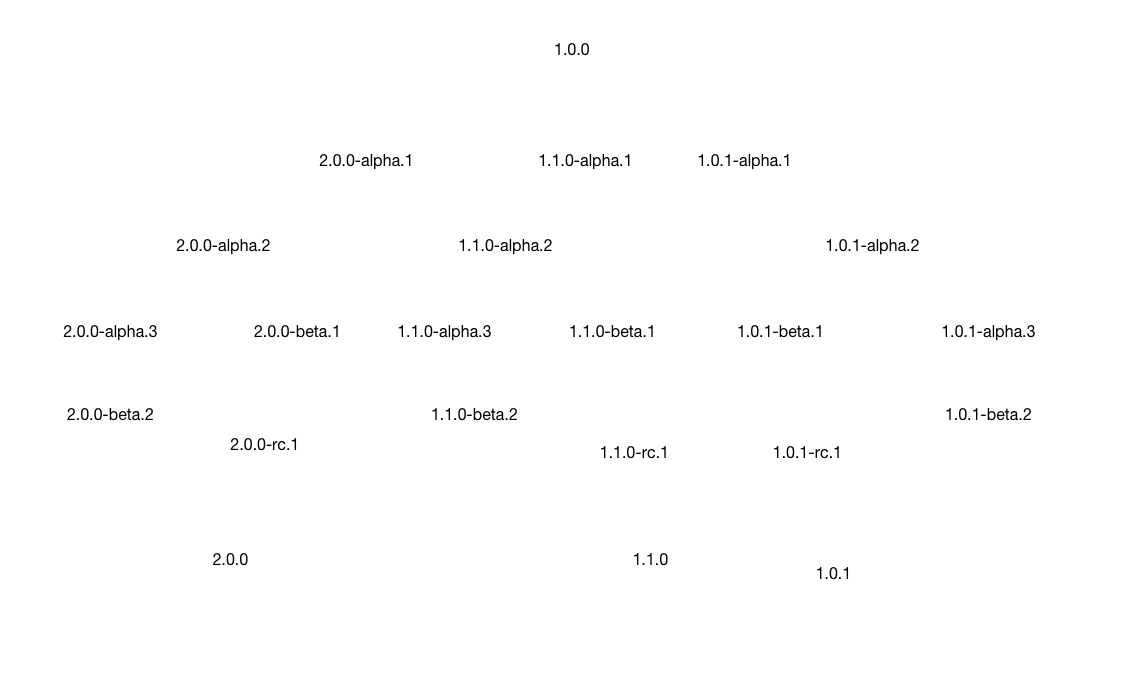 1.0.0
2.0.0-alpha.1 1.1.0-alpha.1 1.0.1-alpha.1
2.0.0-alpha.2 1.1.0-alpha.2 1.0.1-alpha.2
2.0.0-alpha.3 2.0.0-beta.1 1.1.0-alpha.3 1.1.0-beta.1 1.0.1-beta.1 1.0.1-alpha.3
2.0.0-beta.2 1.1.0-beta.2 1.0.1-beta.2
2.0.0-rc.1 1.1.0-rc.1 1.0.1-rc.1
2.0.0 1.1.0 1.0.1